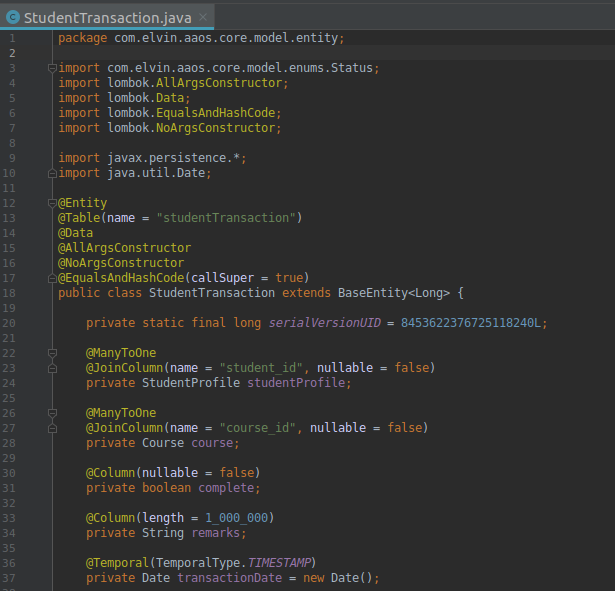 StudentTransaction.java
1 package com.elvin.aaos.core.model.entity;
2
3 import com.elvin.aaos.core.model.enums.Status;
4 import lombok.AllArgsConstructor;
5 import lombok.Data;
6 import lombok.EqualsAndHashCode;
7 import lombok.NoArgsConstructor;
8
9 import javax.persistence.*;
10 import java.util.Date;
11
12 @Entity
13 @Table(name = "studentTransaction")
14 @Data
15 @AllArgsConstructor
16 @NoArgsConstructor
17 @EqualsAndHashCode(callSuper = true)
18 public class StudentTransaction extends BaseEntity<Long> {
19
20 private static final long serialVersionUID = 8453622376725118240L;
21
22 @ManyToOne
23 @JoinColumn(name = "student_id", nullable = false)
24 private StudentProfile studentProfile;
25
26 @ManyToOne
27 @JoinColumn(name = "course_id", nullable = false)
28 private Course course;
29
30 @Column(nullable = false)
31 private boolean complete;
32
33 @Column(length = 1_000_000)
34 private String remarks;
35
36 @Temporal(TemporalType.TIMESTAMP)
37 private Date transactionDate = new Date();